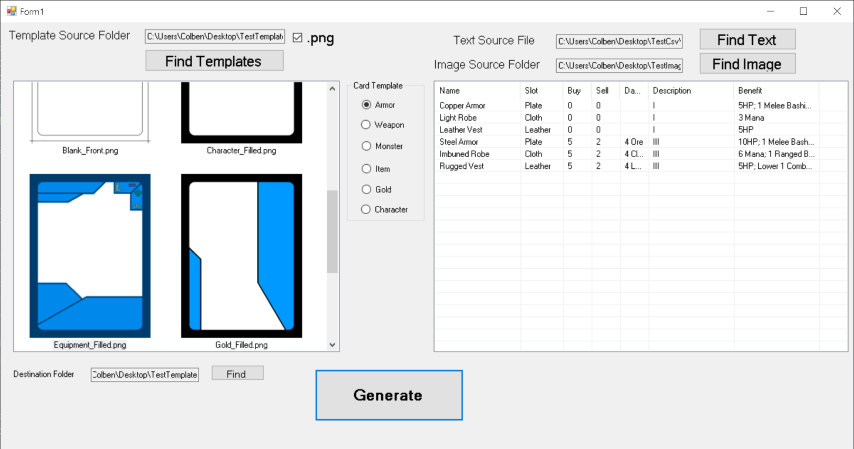 Form1
Template Source Folder C:\Users\Colben\Desktop\TestTemplat .png
Find Templates
Text Source File C:\Users\Colben\Desktop\TestCsv\ Find Text
Image Source Folder C:\Users\Colben\Desktop\TestImag Find Image
Blank_Front.png Character_Filled.png
Equipment_Filled.png Gold_Filled.png
Card Template
Armor
Weapon
Monster
Item
Gold
Character
Name Slot Buy Sell Da... Description Benefit
Copper Armor Plate 0 0 I 5HP; 1 Melee Bashi...
Light Robe Cloth 0 0 I 3 Mana
Leather Vest Leather 0 0 I 5HP
Steel Armor Plate 5 2 4 Ore III 10HP; 1 Melee Bash...
Imbuned Robe Cloth 5 2 4 Cl... III 6 Mana; 1 Ranged B...
Rugged Vest Leather 5 2 4 L... III 5HP; Lower 1 Comb...
Destination Folder Colben\Desktop\TestTemplate Find
Generate